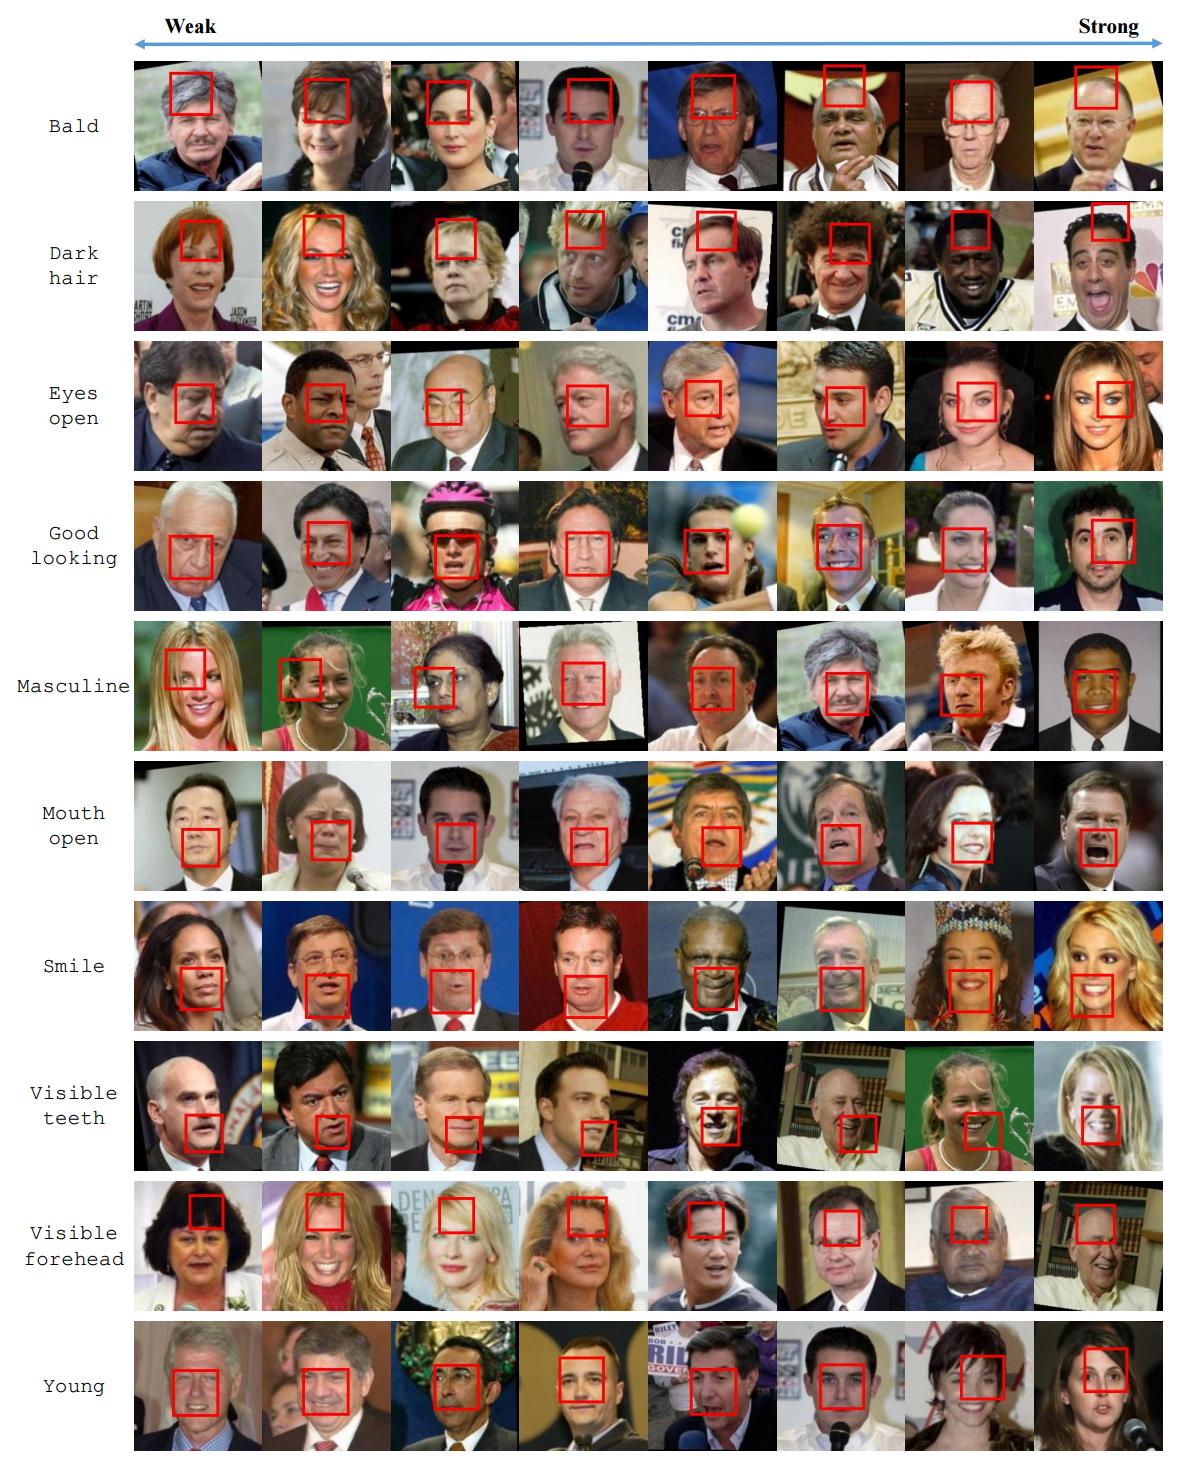 Weak
Strong
Bald
Dark
hair
Eyes
open
Good
looking
Masculine
Mouth
open
Smile
Visible
teeth
Visible
forehead
Young